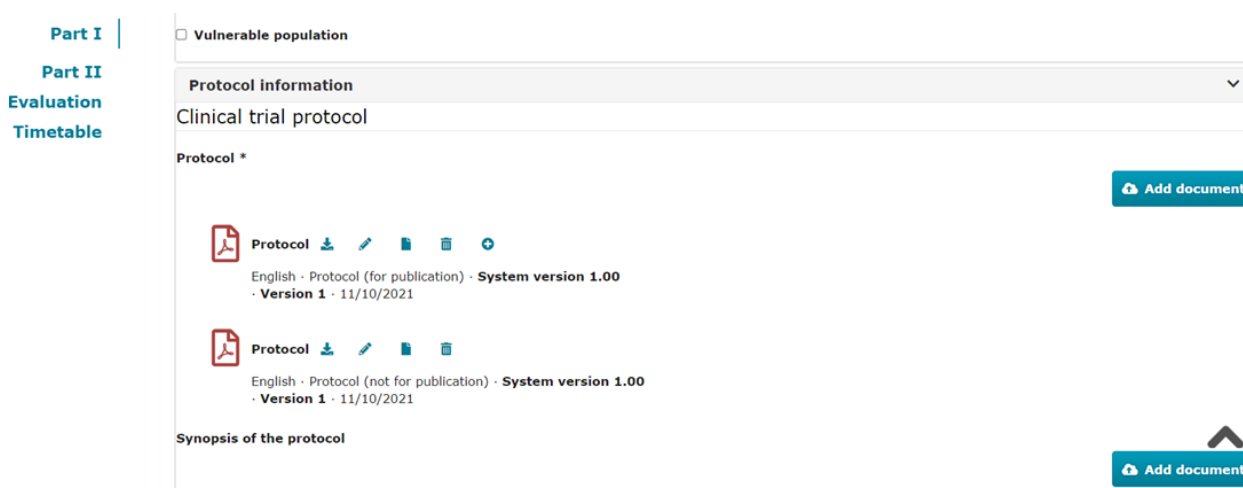 Part I
Part II
Evaluation
Timetable
Vulnerable population
Protocol information
Clinical trial protocol
Protocol *
Add document
Protocol
English · Protocol (for publication) · System version 1.00
· Version 1 · 11/10/2021
Protocol
English · Protocol (not for publication) · System version 1.00
· Version 1 · 11/10/2021
Synopsis of the protocol
Add document